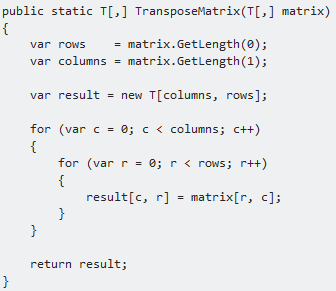 public static T[,] TransposeMatrix(T[,] matrix)
{
    var rows    = matrix.GetLength(0);
    var columns = matrix.GetLength(1);

    var result = new T[columns, rows];

    for (var c = 0; c < columns; c++)
    {
        for (var r = 0; r < rows; r++)
        {
            result[c, r] = matrix[r, c];
        }
    }

    return result;
}